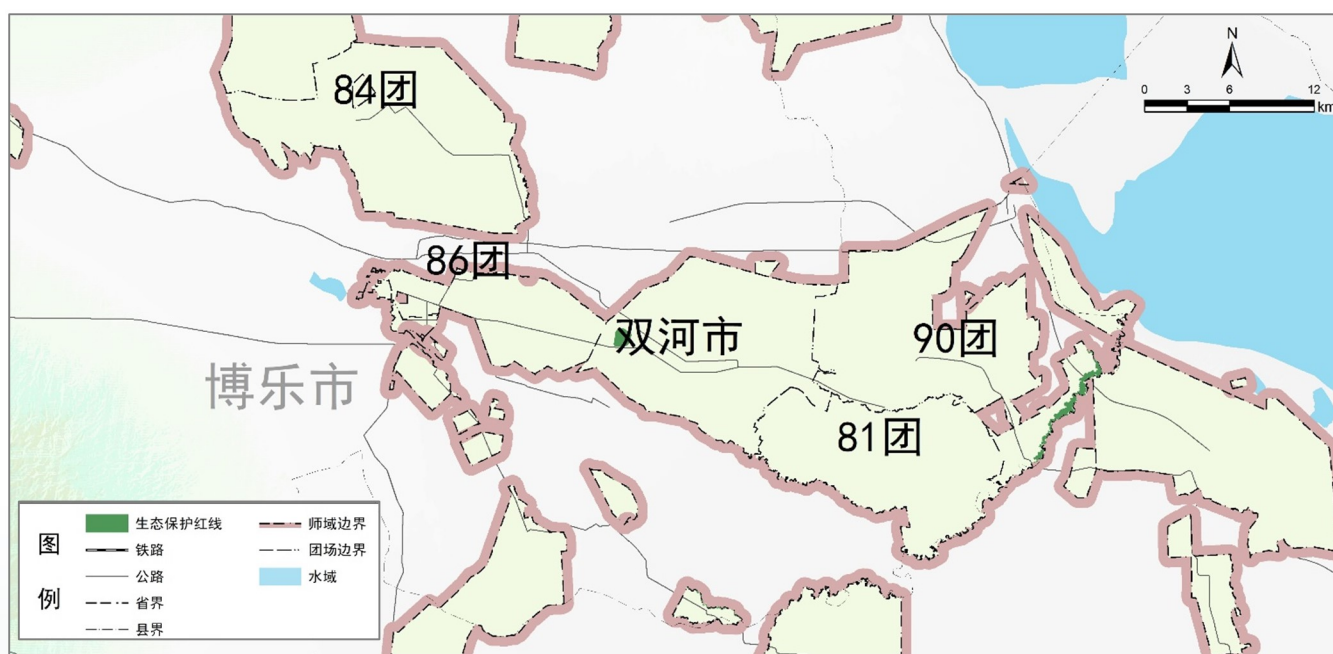 N
0 3 6 12
km
84团
86团
双河市
90团
博乐市
81团
图例
生态保护红线
铁路
公路
省界
县界
师域边界
团场边界
水域